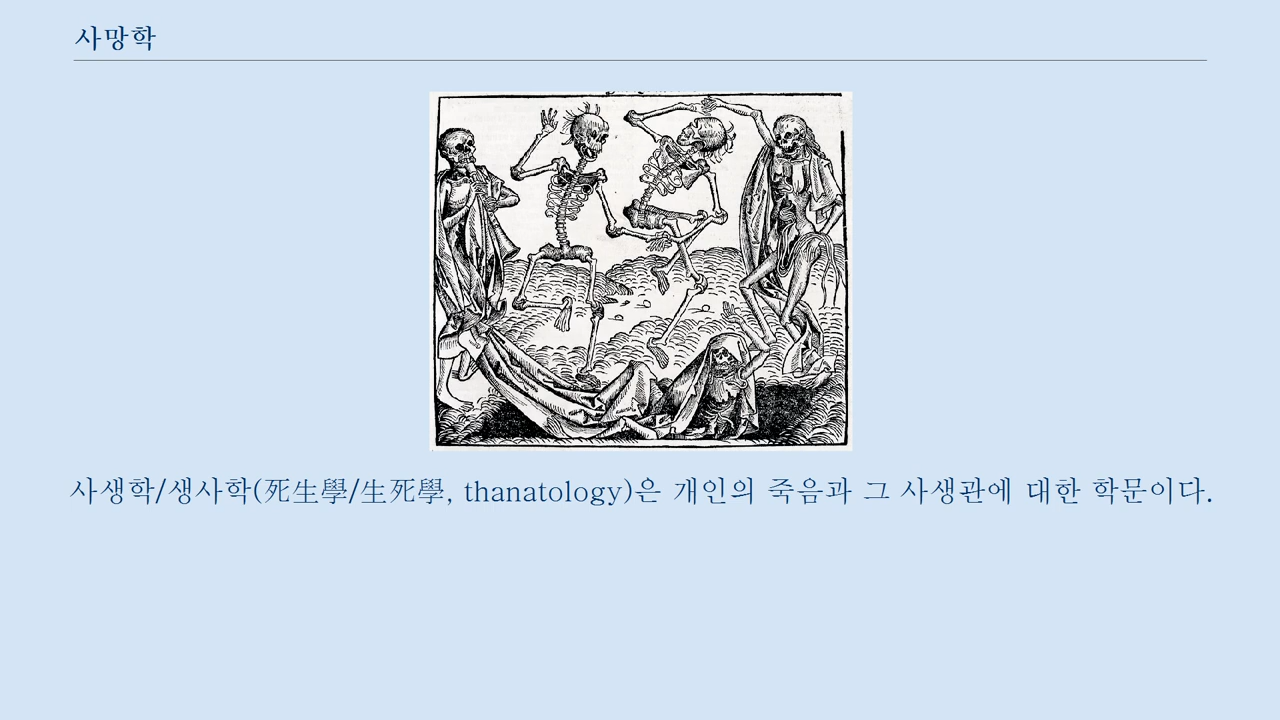 사망학
사생학/생사학(死生學/生死學, thanatology)은 개인의 죽음과 그 사생관에 대한 학문이다.